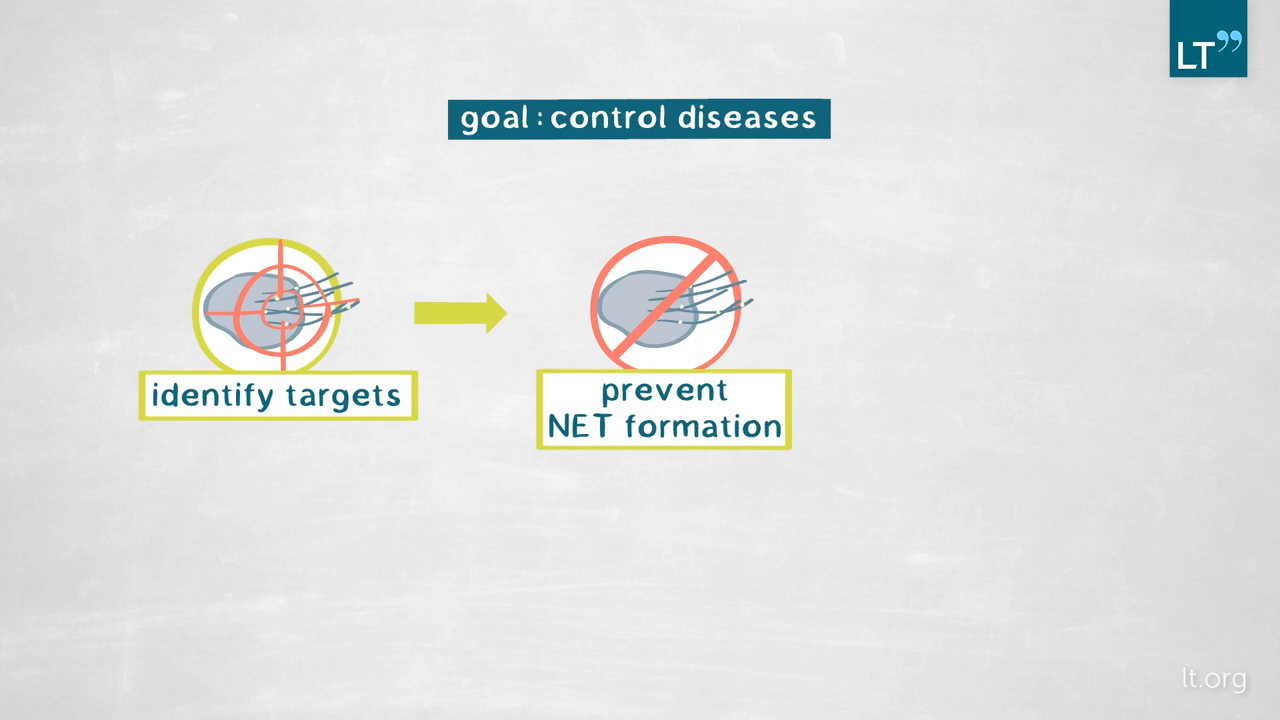 LT”
goal : control diseases
identify targets
prevent
NET formation
lt.org